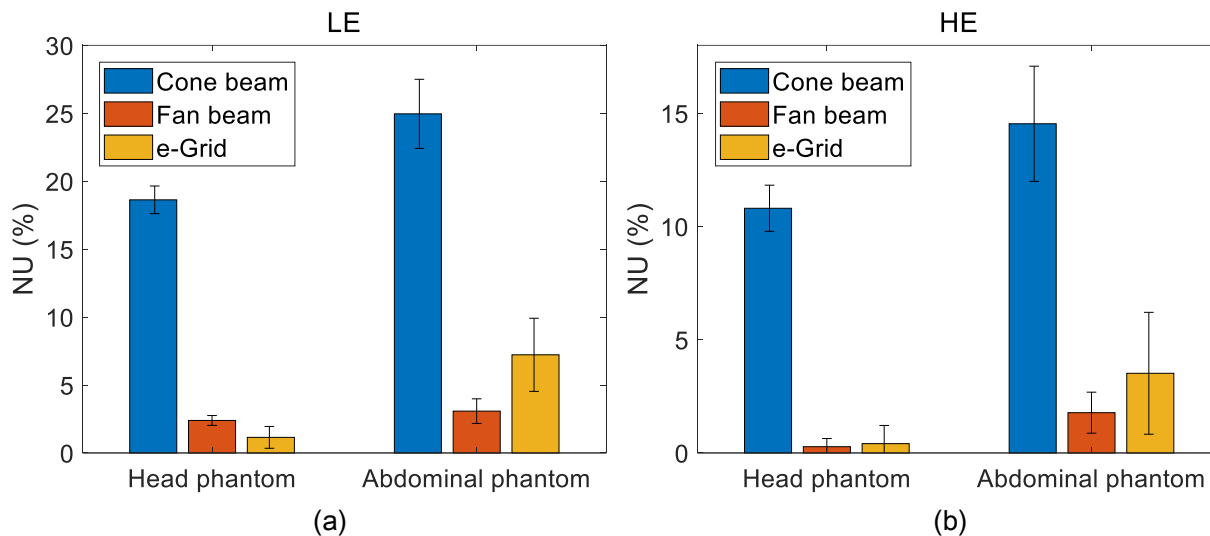 LE
30
25
20
15
10
5
0
NU (%)
Cone beam
Fan beam
e-Grid
Head phantom
Abdominal phantom
(a)
HE
15
10
5
0
NU (%)
Cone beam
Fan beam
e-Grid
Head phantom
Abdominal phantom
(b)